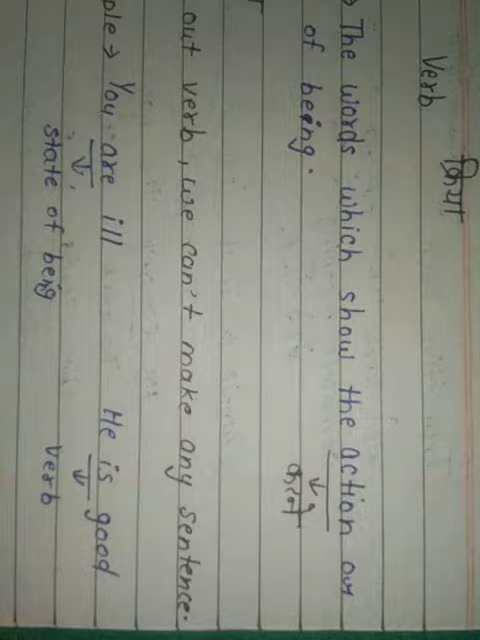 Verb क्रिया
> The words which show the action or
of being.
out verb, we can't make any sentence.
ple → You are ill He is good
state of being verb